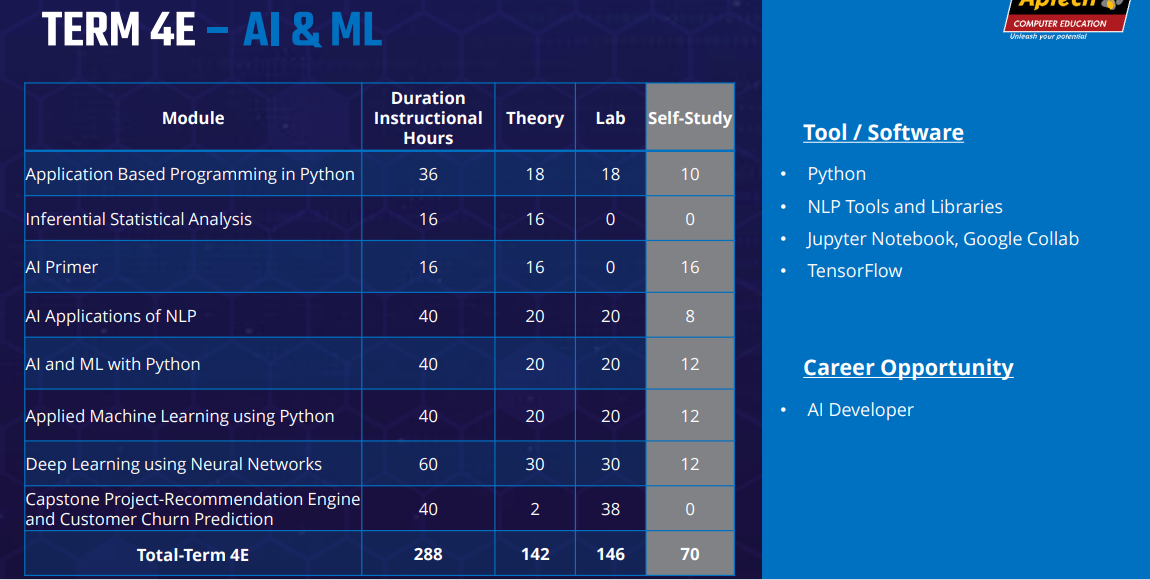 TERM 4E – AI & ML
Aptech
COMPUTER EDUCATION
Unleash your potential
Module
Duration
Instructional
Hours
Theory
Lab
Self-Study
Application Based Programming in Python 36 18 18 10
Inferential Statistical Analysis 16 16 0 0
AI Primer 16 16 0 16
AI Applications of NLP 40 20 20 8
AI and ML with Python 40 20 20 12
Applied Machine Learning using Python 40 20 20 12
Deep Learning using Neural Networks 60 30 30 12
Capstone Project-Recommendation Engine
and Customer Churn Prediction 40 2 38 0
Total-Term 4E 288 142 146 70
Tool / Software
• Python
• NLP Tools and Libraries
• Jupyter Notebook, Google Collab
• TensorFlow
Career Opportunity
• AI Developer